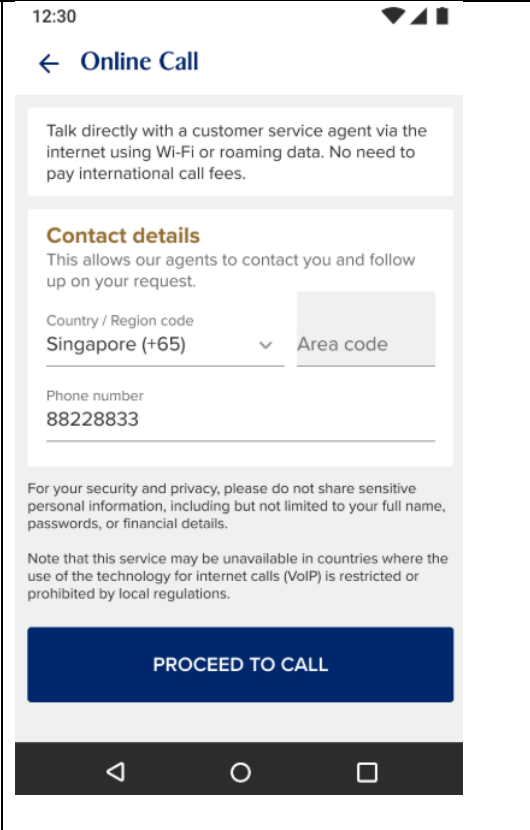 12:30
Online Call
Talk directly with a customer service agent via the
internet using Wi-Fi or roaming data. No need to
pay international call fees.
Contact details
This allows our agents to contact you and follow
up on your request.
Country / Region code
Singapore (+65)
Area code
Phone number
88228833
For your security and privacy, please do not share sensitive
personal information, including but not limited to your full name,
passwords, or financial details.
Note that this service may be unavailable in countries where the
use of the technology for internet calls (VoIP) is restricted or
prohibited by local regulations.
PROCEED TO CALL